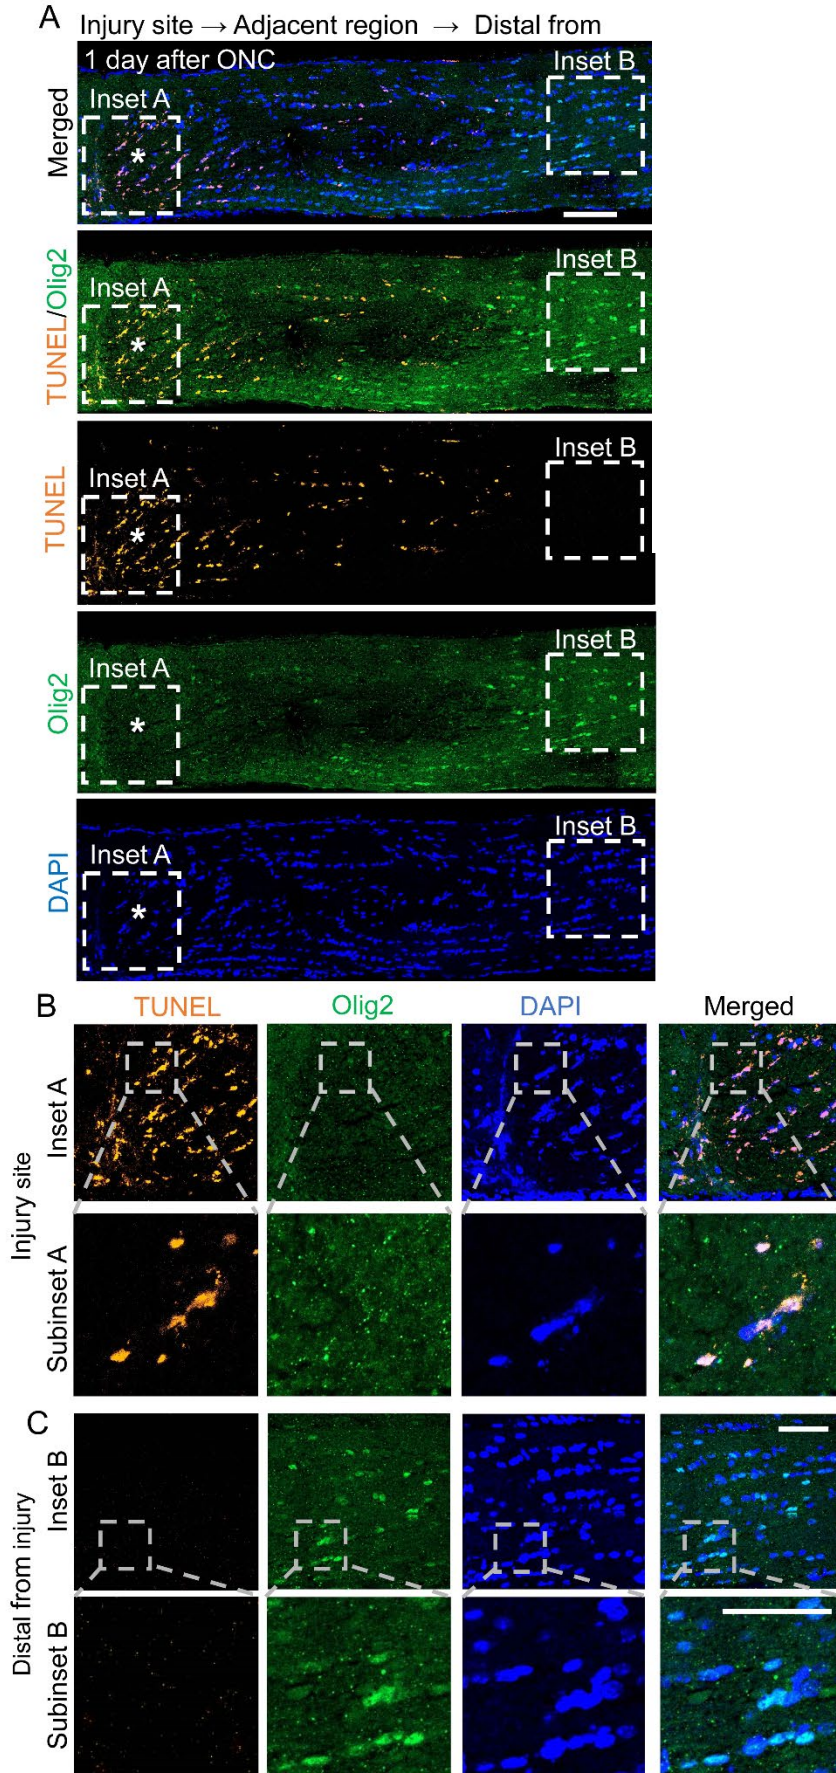 A
Injury site → Adjacent region → Distal from
1 day after ONC
Merged
Inset A
*
Inset B
TUNEL/Olig2
Inset A
*
Inset B
TUNEL
Inset A
*
Inset B
Olig2
Inset A
*
Inset B
DAPI
Inset A
*
Inset B
B
TUNEL Olig2 DAPI Merged
Injury site
Inset A
Subinset A
C
Distal from injury
Inset B
Subinset B